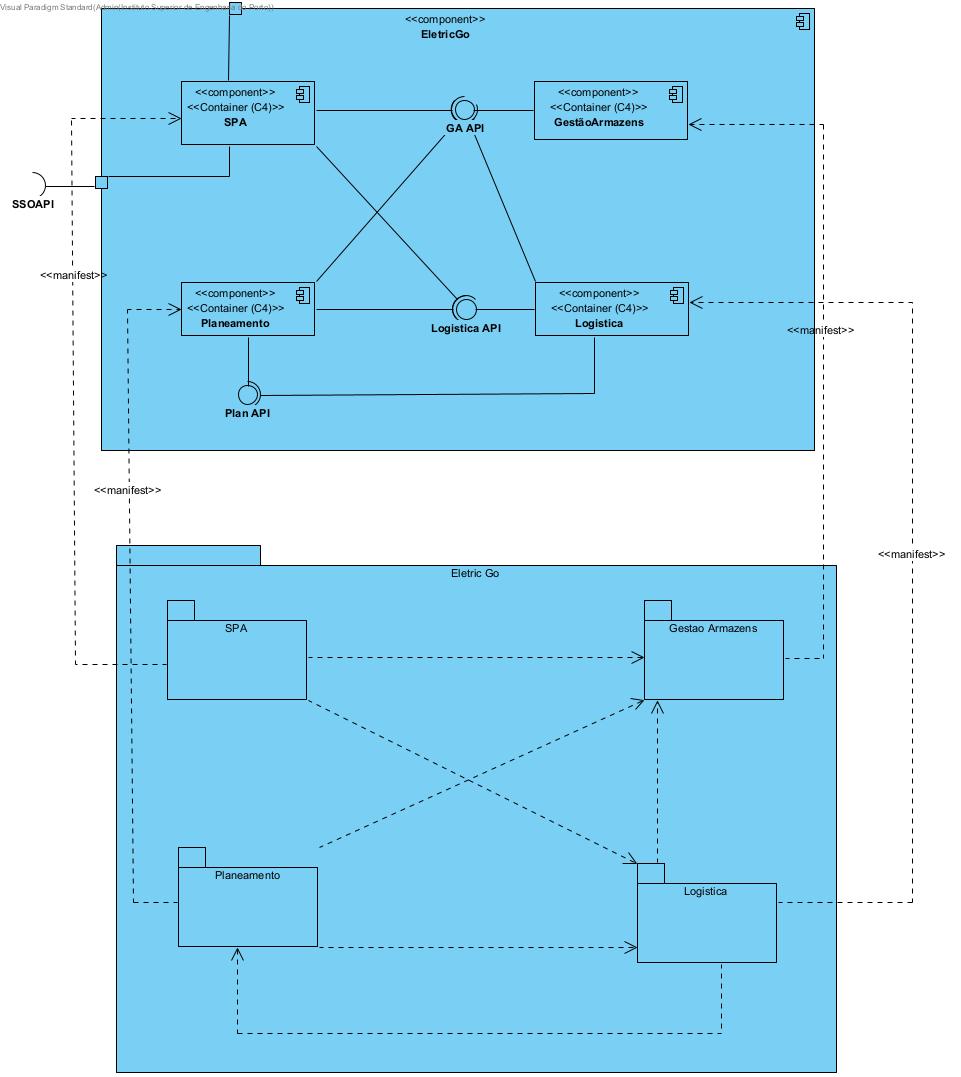 Visual Paradigm Standard(Admin(Instituto Superior de Engenharia do Porto))
<<component>>
EletricGo
<<component>>
<<Container (C4)>>
SPA
GA API
<<component>>
<<Container (C4)>>
GestãoArmazens
SSOAPI
<<manifest>>
<<component>>
<<Container (C4)>>
Planeamento
Logistica API
<<component>>
<<Container (C4)>>
Logistica
<<manifest>>
Plan API
<<manifest>>
<<manifest>>
Eletric Go
SPA
Gestao Armazens
Planeamento
Logistica